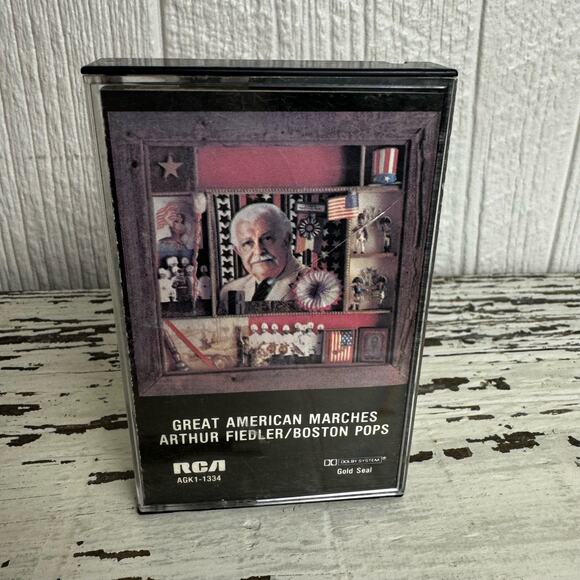 GREAT AMERICAN MARCHES
ARTHUR FIEDLER/BOSTON POPS
RCA
AGK1-1334
DOLBY SYSTEM®
Gold Seal